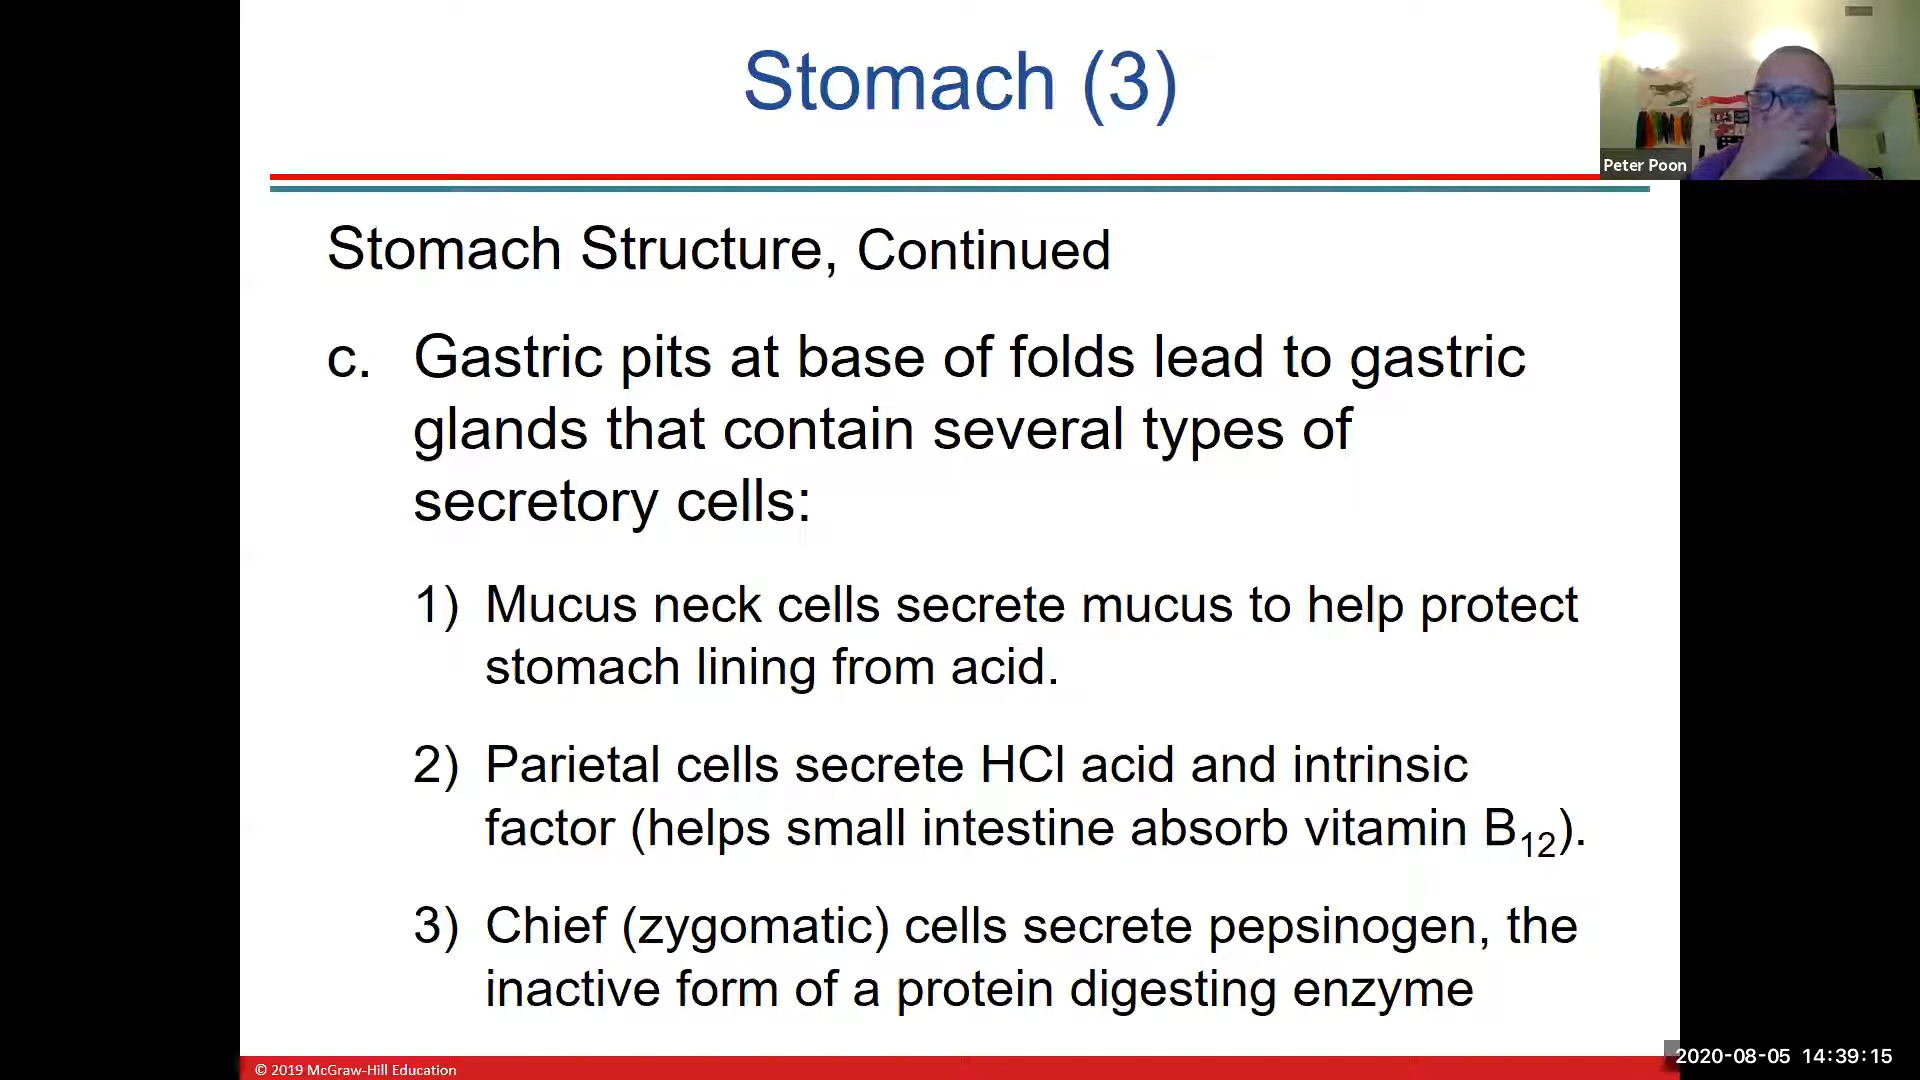 Stomach (3)
Peter Poon
Stomach Structure, Continued
c. Gastric pits at base of folds lead to gastric
glands that contain several types of
secretory cells:
1) Mucus neck cells secrete mucus to help protect
stomach lining from acid.
2) Parietal cells secrete HCl acid and intrinsic
factor (helps small intestine absorb vitamin B₁₂).
3) Chief (zygomatic) cells secrete pepsinogen, the
inactive form of a protein digesting enzyme
2020-08-05 14:39:15
© 2019 McGraw-Hill Education